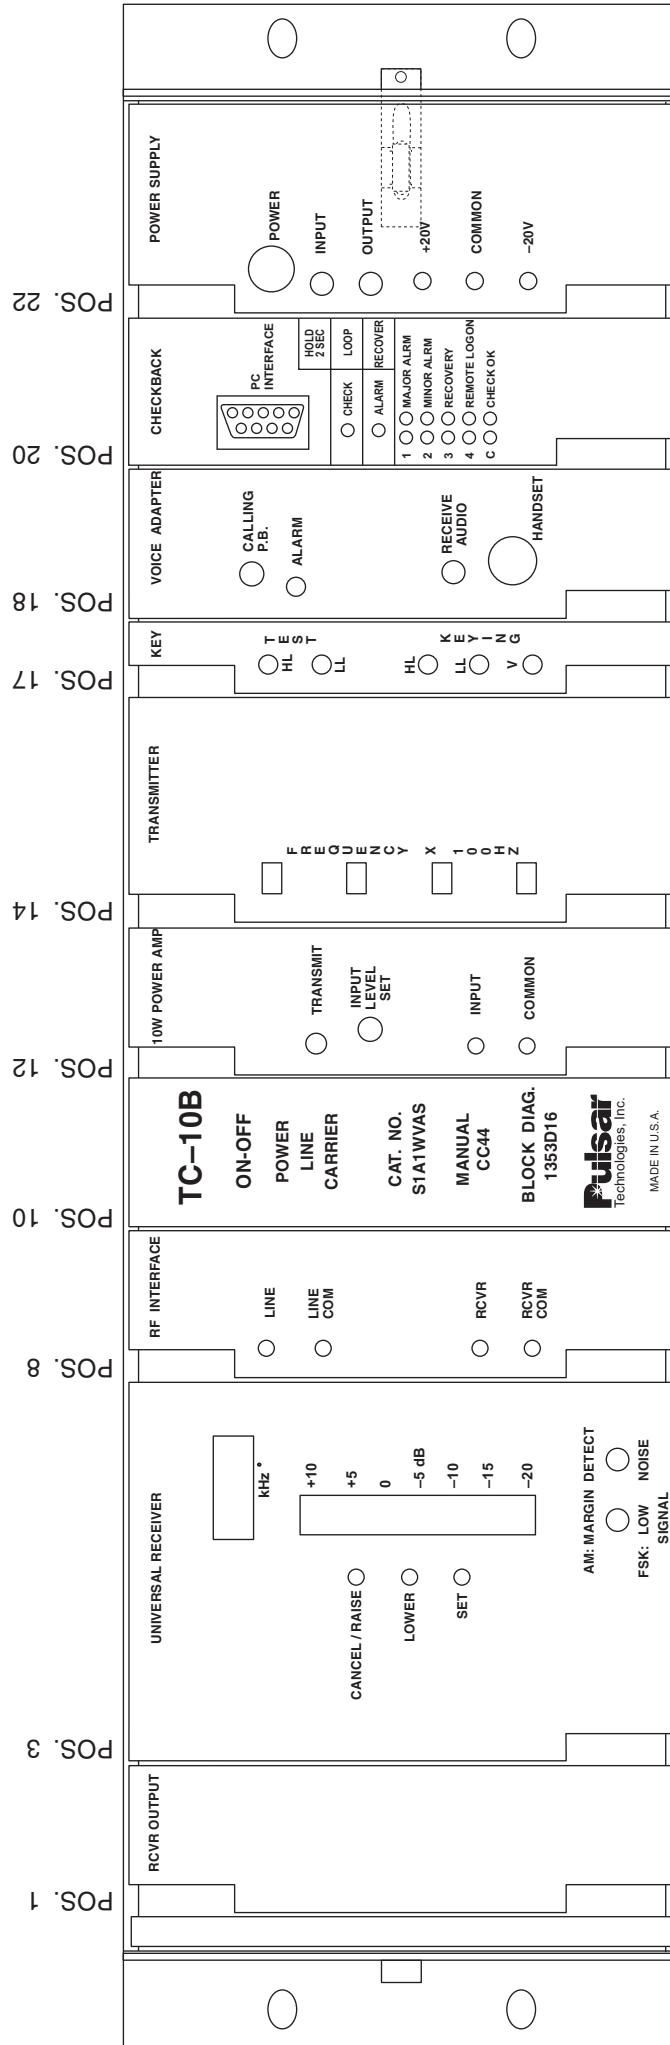 POS. 22
POWER SUPPLY
POWER
INPUT
OUTPUT
+20V
COMMON
–20V
POS. 20
CHECKBACK
PC
INTERFACE
HOLD
2 SEC
LOOP
RECOVER
CHECK
ALARM
1 MAJOR ALRM
2 MINOR ALRM
3 RECOVERY
4 REMOTE LOGON
C CHECK OK
POS. 18
VOICE ADAPTER
CALLING
P.B.
ALARM
RECEIVE
AUDIO
HANDSET
POS. 17
KEY
TEST
HL
LL
KEYING
HL
LL
V
POS. 14
TRANSMITTER
FREQUENCY X 100HZ
POS. 12
10W POWER AMP
TRANSMIT
INPUT
LEVEL
SET
INPUT
COMMON
POS. 10
TC–10B
ON-OFF
POWER
LINE
CARRIER
CAT. NO.
S1A1WVAS
MANUAL
CC44
BLOCK DIAG.
1353D16
Pulsar
Technologies, Inc.
MADE IN U.S.A.
POS. 8
RF INTERFACE
LINE
LINE
COM
RCVR
RCVR
COM
POS. 3
UNIVERSAL RECEIVER
kHz °
+10
+5
0
–5 dB
–10
–15
–20
CANCEL / RAISE
LOWER
SET
AM: MARGIN DETECT
FSK: LOW NOISE
SIGNAL
POS. 1
RCVR OUTPUT